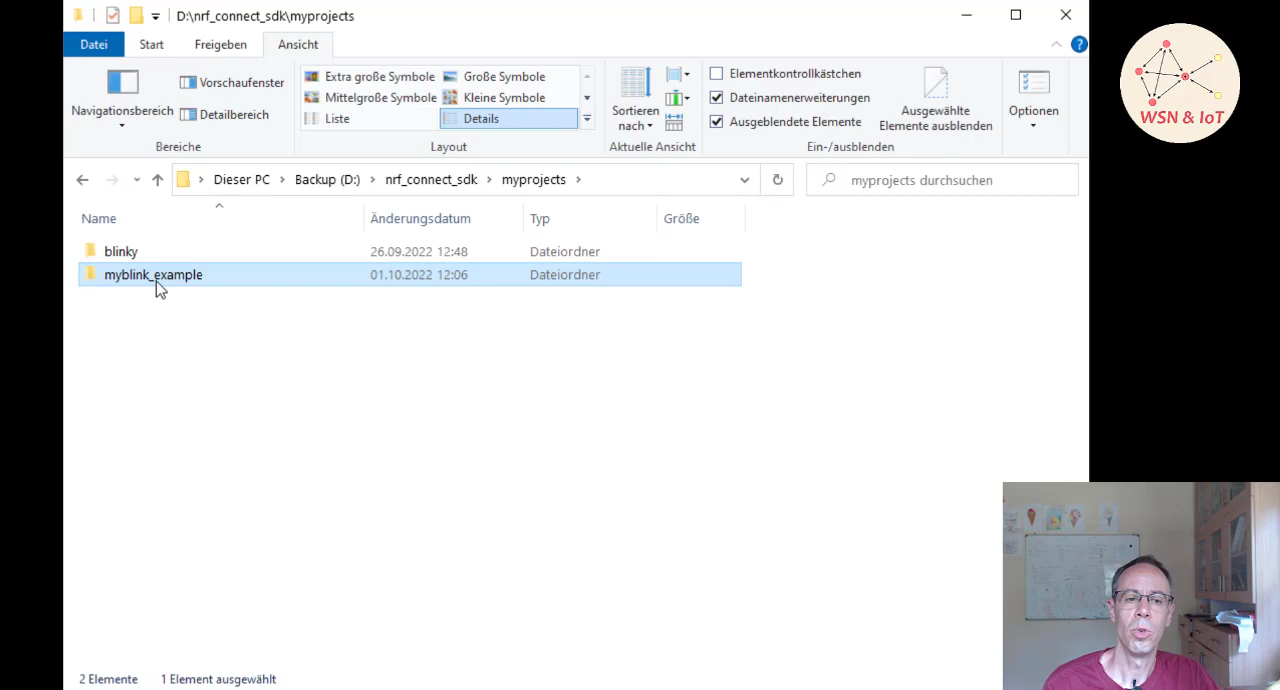 D:\nrf_connect_sdk\myprojects
Datei Start Freigeben Ansicht
Navigationsbereich
Vorschaufenster
Detailbereich
Bereiche
Extra große Symbole Große Symbole
Mittelgroße Symbole Kleine Symbole
Liste Details
Layout
Sortieren
nach
Aktuelle Ansicht
Elementkontrollkästchen
Dateinamenerweiterungen
Ausgeblendete Elemente
Ausgewählte
Elemente ausblenden
Ein-/ausblenden
Optionen
WSN & IoT
Dieser PC > Backup (D:) > nrf_connect_sdk > myprojects >
myprojects durchsuchen
Name Änderungsdatum Typ Größe
blinky 26.09.2022 12:48 Dateiordner
myblink_example 01.10.2022 12:06 Dateiordner
2 Elemente 1 Element ausgewählt